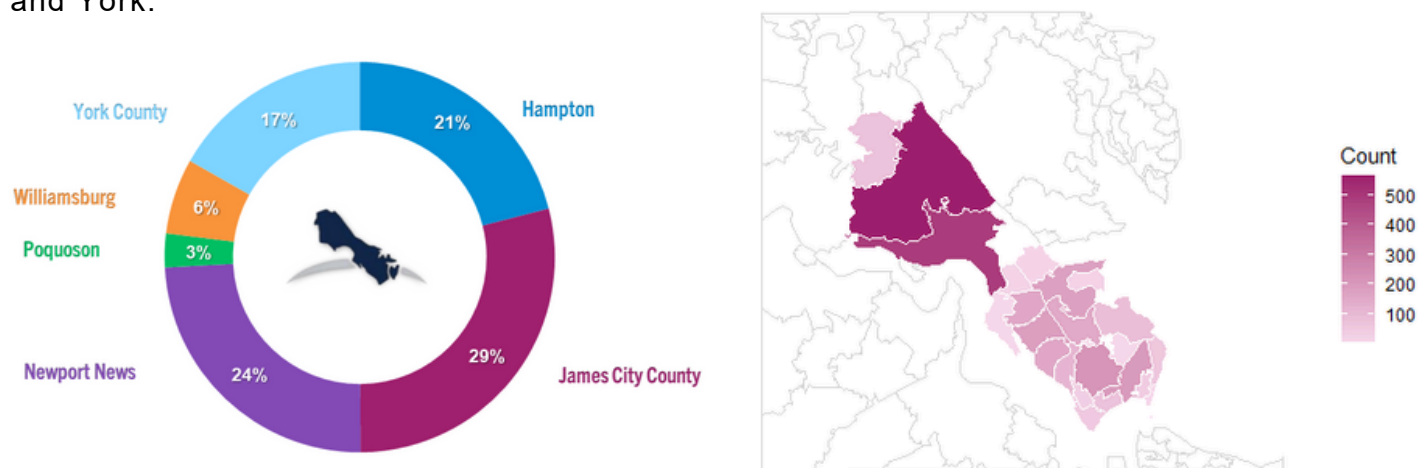 and York.
York County
17%
21%
Hampton
Williamsburg
6%
Poquoson
3%
Newport News
24%
29%
James City County
Count
500
400
300
200
100